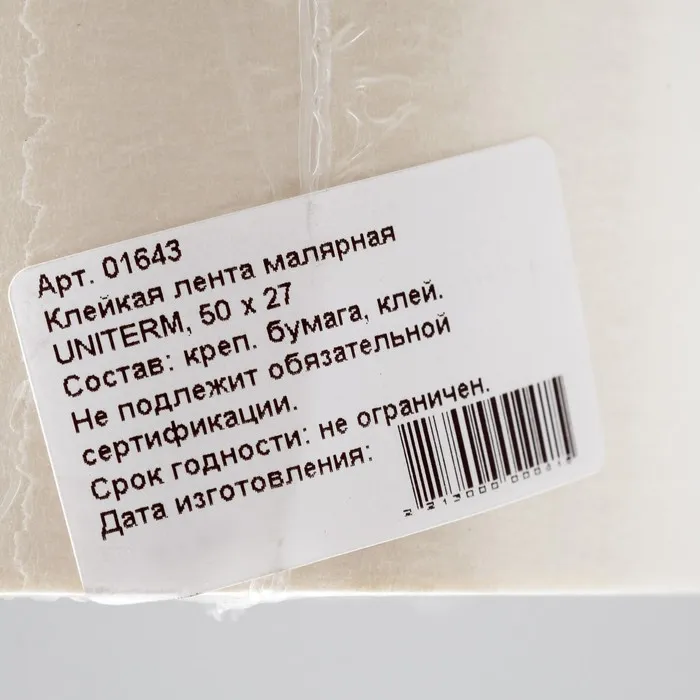 Арт. 01643
Клейкая лента малярная
UNITERM, 50 x 27
Состав: креп. бумага, клей.
Не подлежит обязательной
сертификации.
Срок годности: не ограничен.
Дата изготовления: